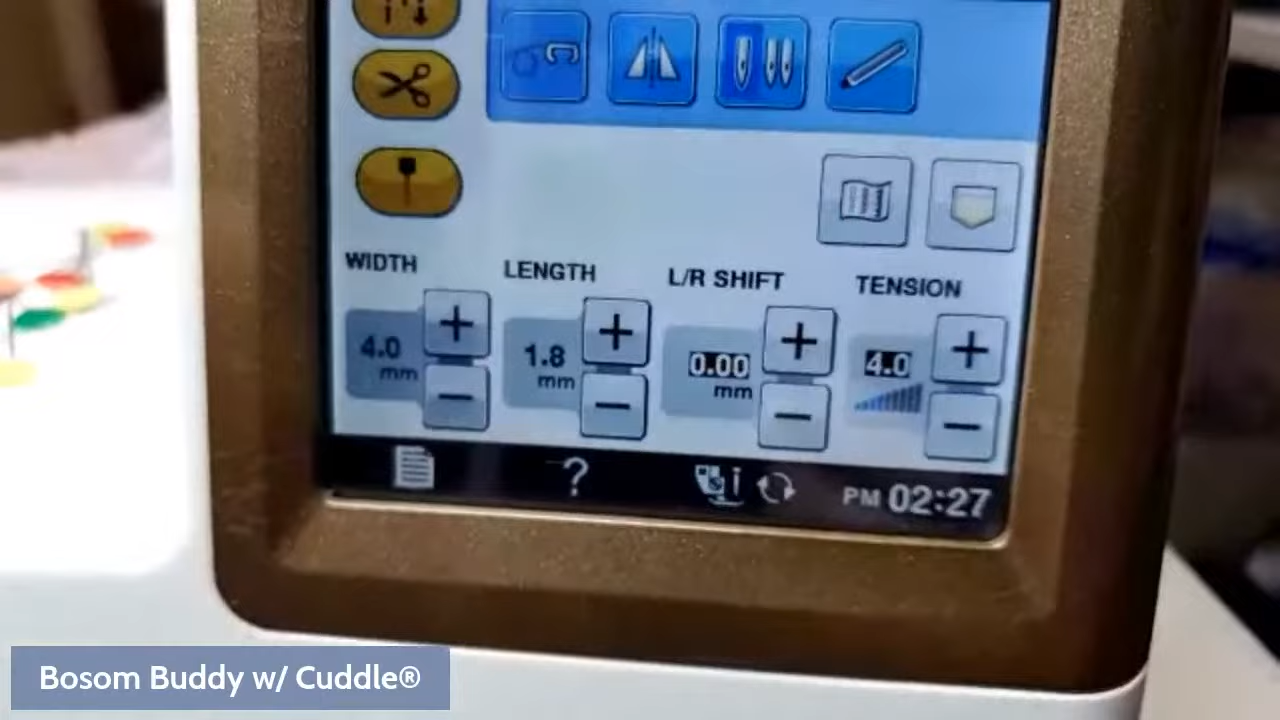 WIDTH LENGTH L/R SHIFT TENSION
4.0 mm 1.8 mm 0.00 mm 4.0
? PM 02:27
Bosom Buddy w/ Cuddle®